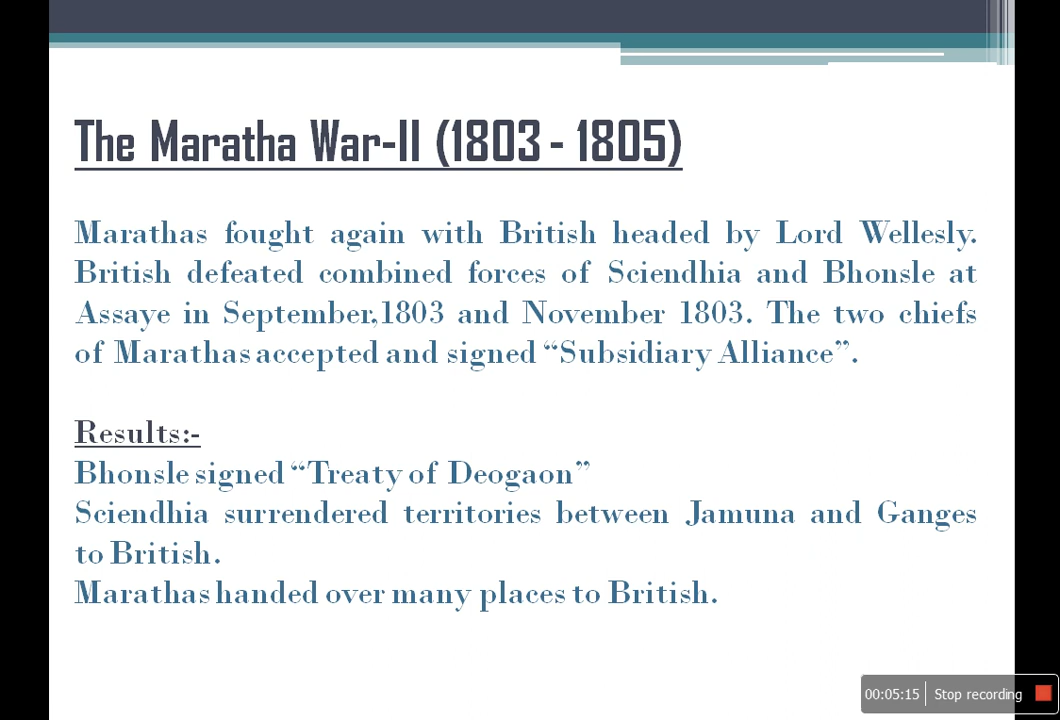 The Maratha War-II (1803 - 1805)
Marathas fought again with British headed by Lord Wellesly.
British defeated combined forces of Sciendhia and Bhonsle at
Assaye in September,1803 and November 1803. The two chiefs
of Marathas accepted and signed “Subsidiary Alliance”.
Results:-
Bhonsle signed “Treaty of Deogaon”
Sciendhia surrendered territories between Jamuna and Ganges
to British.
Marathas handed over many places to British.
00:05:15 Stop recording